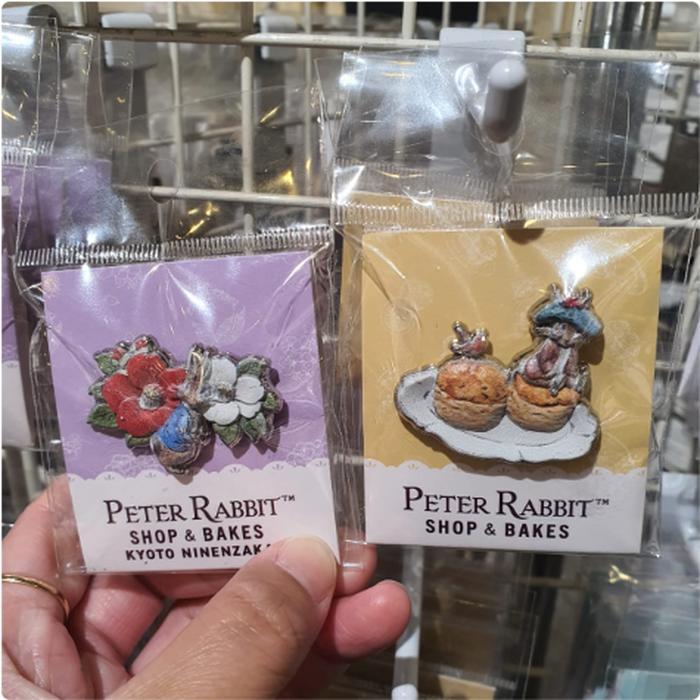 PETER RABBIT™
SHOP & BAKES
KYOTO NINENZAKA
PETER RABBIT™
SHOP & BAKES